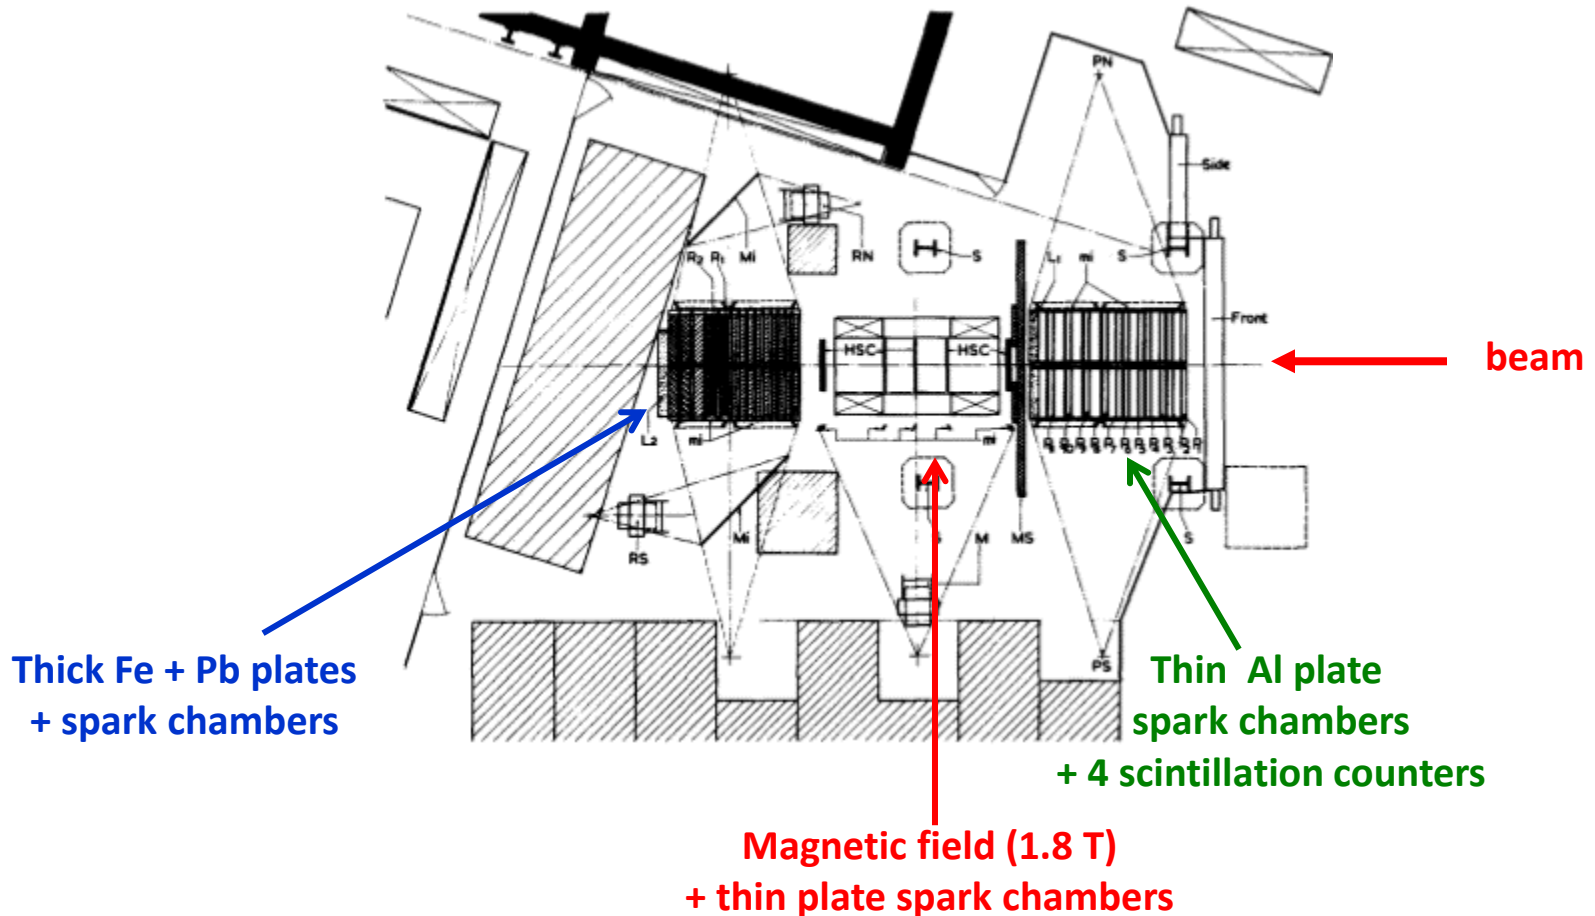 PN
Side
R2 R1 Mi
RN
S
L1 mi S
Front
HSC
HSC
beam
L2
mi
mi
Mi
RS
S M MS
S
PS
Thick Fe + Pb plates
+ spark chambers
Thin Al plate
spark chambers
+ 4 scintillation counters
Magnetic field (1.8 T)
+ thin plate spark chambers